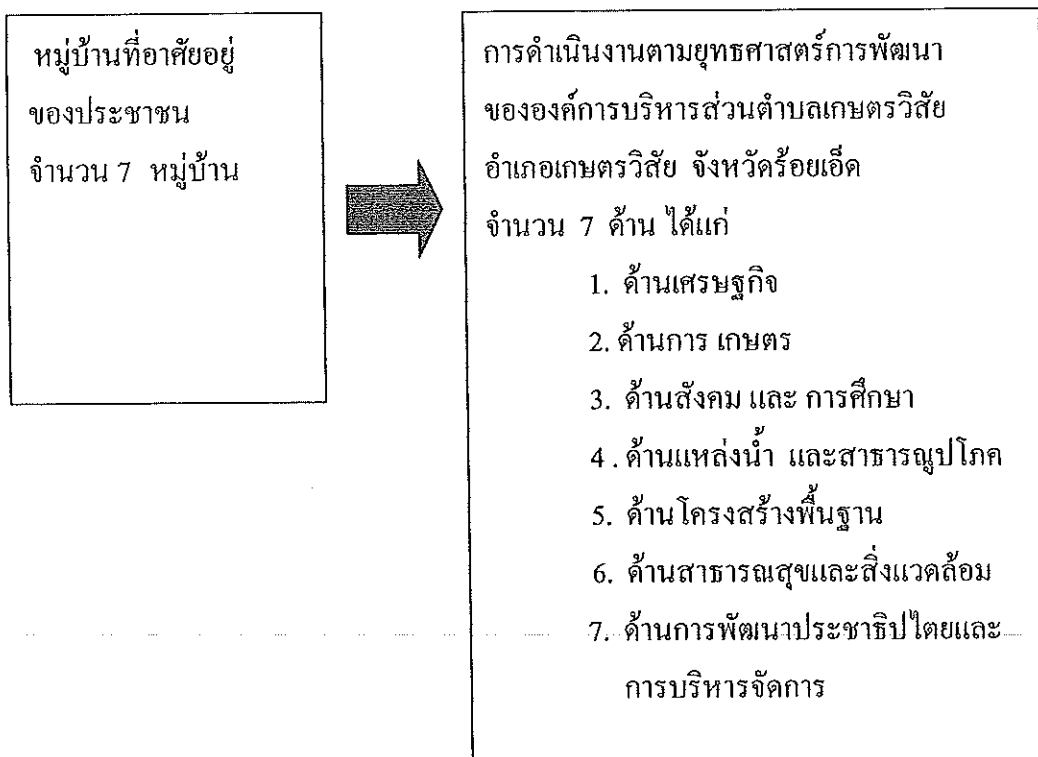 หมู่บ้านที่อาศัยอยู่
ของประชาชน
จำนวน 7 หมู่บ้าน
การดำเนินงานตามยุทธศาสตร์การพัฒนา
ขององค์การบริหารส่วนตำบลเกษตรวิสัย
อำเภอเกษตรวิสัย จังหวัดร้อยเอ็ด
จำนวน 7 ด้าน ได้แก่
1. ด้านเศรษฐกิจ
2. ด้านการ เกษตร
3. ด้านสังคม และ การศึกษา
4 . ด้านแหล่งน้ำ และสาธารณูปโภค
5. ด้านโครงสร้างพื้นฐาน
6. ด้านสาธารณสุขและสิ่งแวดล้อม
7. ด้านการพัฒนาประชาธิปไตยและ
การบริหารจัดการ